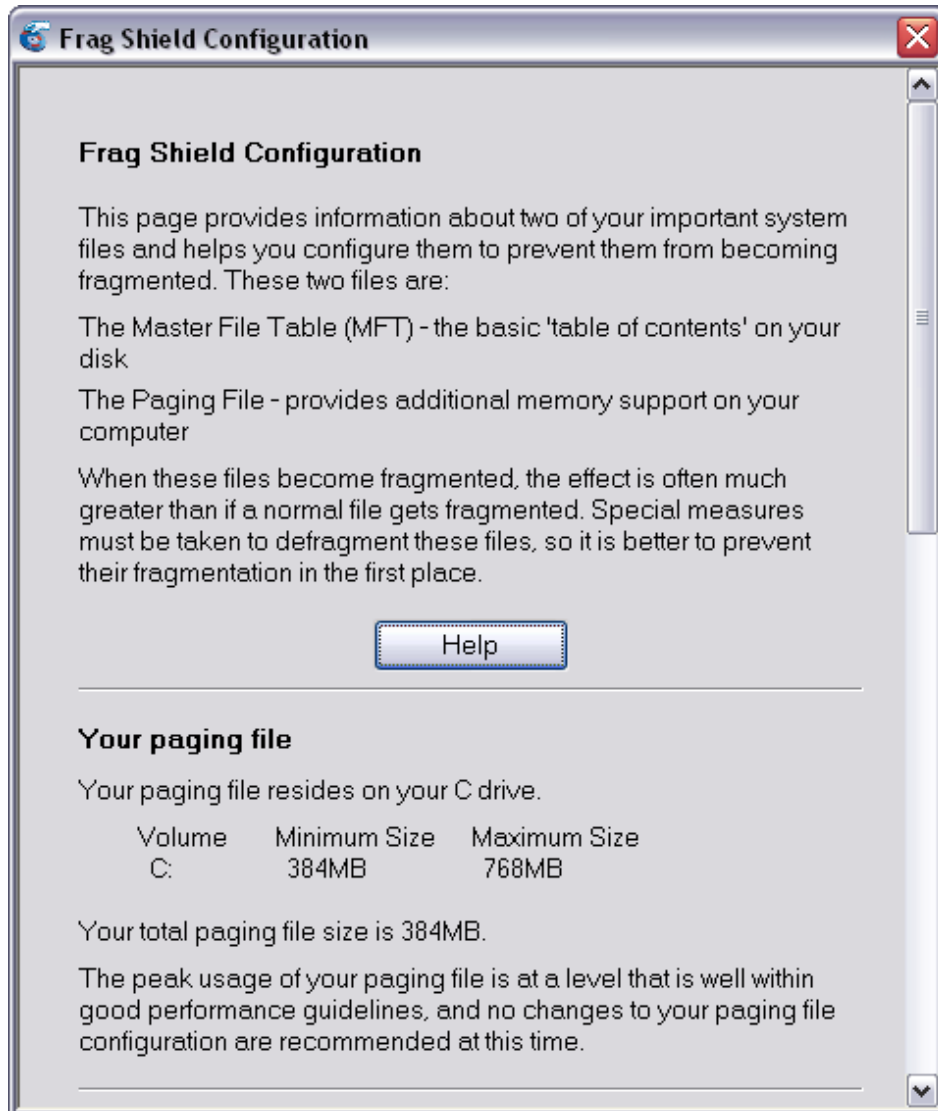 Frag Shield Configuration
Frag Shield Configuration
This page provides information about two of your important system
files and helps you configure them to prevent them from becoming
fragmented. These two files are:
The Master File Table (MFT) - the basic 'table of contents' on your
disk
The Paging File - provides additional memory support on your
computer
When these files become fragmented, the effect is often much
greater than if a normal file gets fragmented. Special measures
must be taken to defragment these files, so it is better to prevent
their fragmentation in the first place.
Help
Your paging file
Your paging file resides on your C drive.
Volume Minimum Size Maximum Size
C: 384MB 768MB
Your total paging file size is 384MB.
The peak usage of your paging file is at a level that is well within
good performance guidelines, and no changes to your paging file
configuration are recommended at this time.